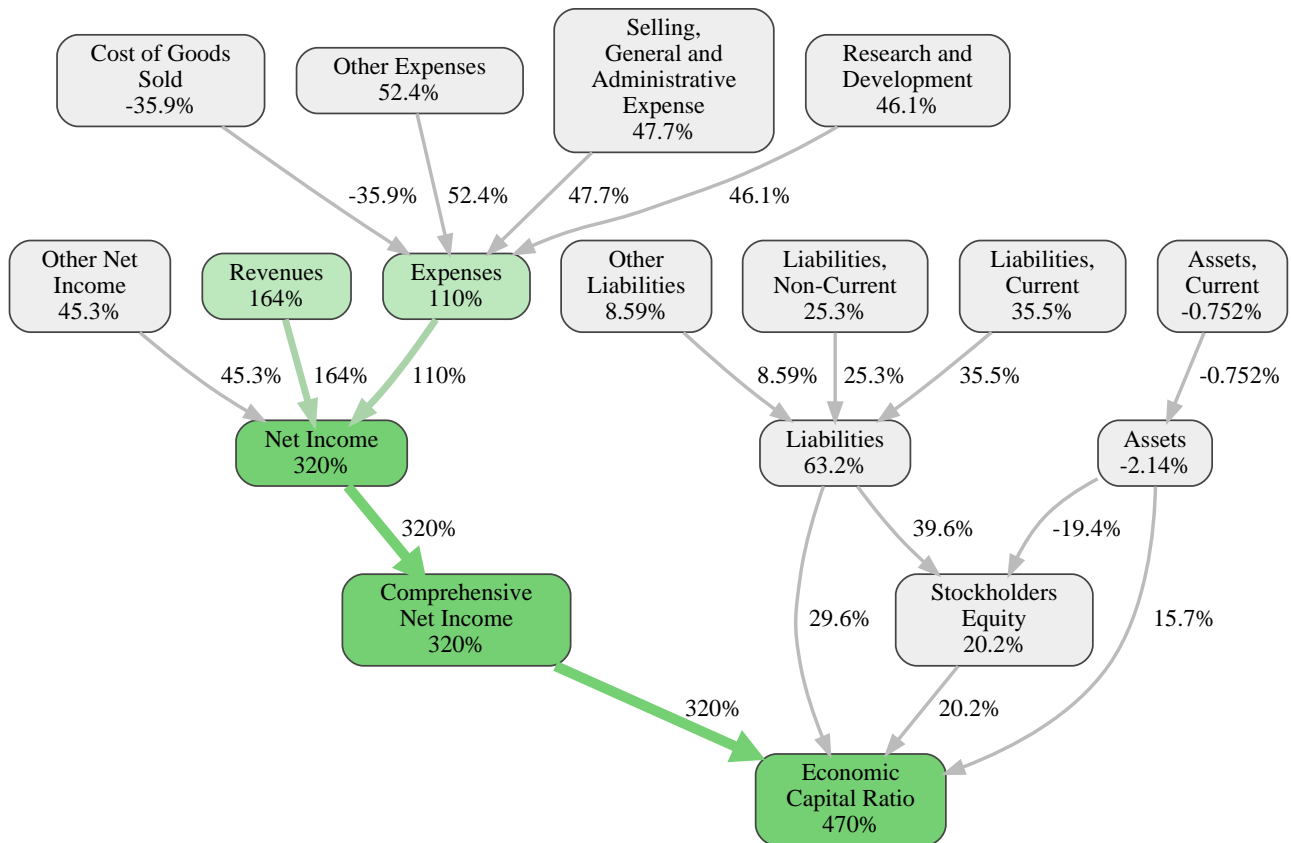 Cost of Goods
Sold
-35.9%
Other Expenses
52.4%
Selling,
General and
Administrative
Expense
47.7%
Research and
Development
46.1%
-35.9%
52.4%
47.7%
46.1%
Other Net
Income
45.3%
Revenues
164%
Expenses
110%
Other
Liabilities
8.59%
Liabilities,
Non-Current
25.3%
Liabilities,
Current
35.5%
Assets,
Current
-0.752%
45.3%
164%
110%
8.59%
25.3%
35.5%
-0.752%
Net Income
320%
Liabilities
63.2%
Assets
-2.14%
320%
39.6%
-19.4%
Comprehensive
Net Income
320%
29.6%
Stockholders
Equity
20.2%
15.7%
320%
20.2%
Economic
Capital Ratio
470%